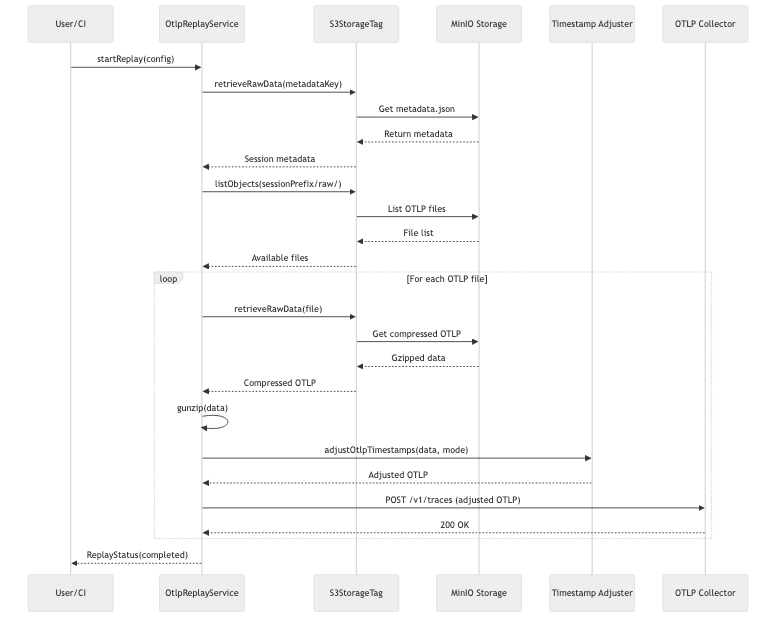 User/CI
OtlpReplayService
S3StorageTag
MinIO Storage
Timestamp Adjuster
OTLP Collector
startReplay(config)
retrieveRawData(metadataKey)
Get metadata.json
Return metadata
Session metadata
listObjects(sessionPrefix/raw/)
List OTLP files
File list
Available files
loop
[For each OTLP file]
retrieveRawData(file)
Get compressed OTLP
Gzipped data
Compressed OTLP
gunzip(data)
adjustOtlpTimestamps(data, mode)
Adjusted OTLP
POST /v1/traces (adjusted OTLP)
200 OK
ReplayStatus(completed)
User/CI
OtlpReplayService
S3StorageTag
MinIO Storage
Timestamp Adjuster
OTLP Collector